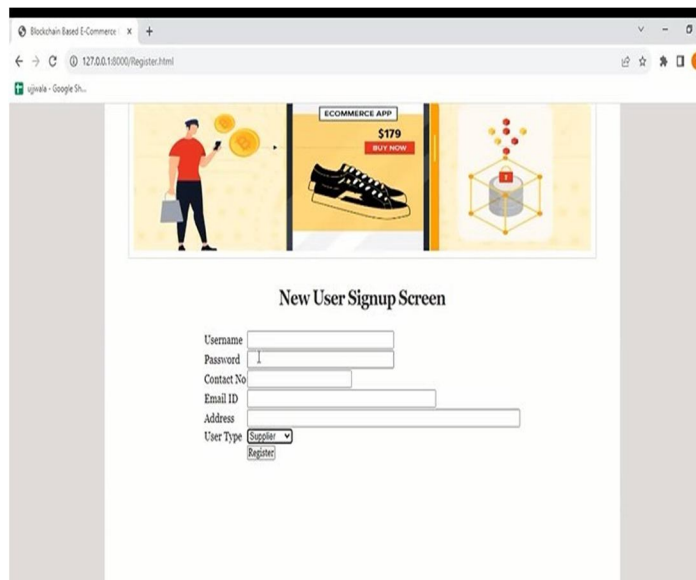 Blockchain Based E-Commerce
127.0.0.1:8000/Register.html
ujjwala - Google Sh...
ECOMMERCE APP
$179
BUY NOW
New User Signup Screen
Username
Password
Contact No
Email ID
Address
User Type Supplier
Register